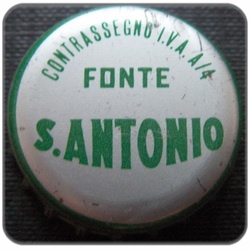 CONTRASSEGNO I.V.A. A/4
FONTE
S.ANTONIO